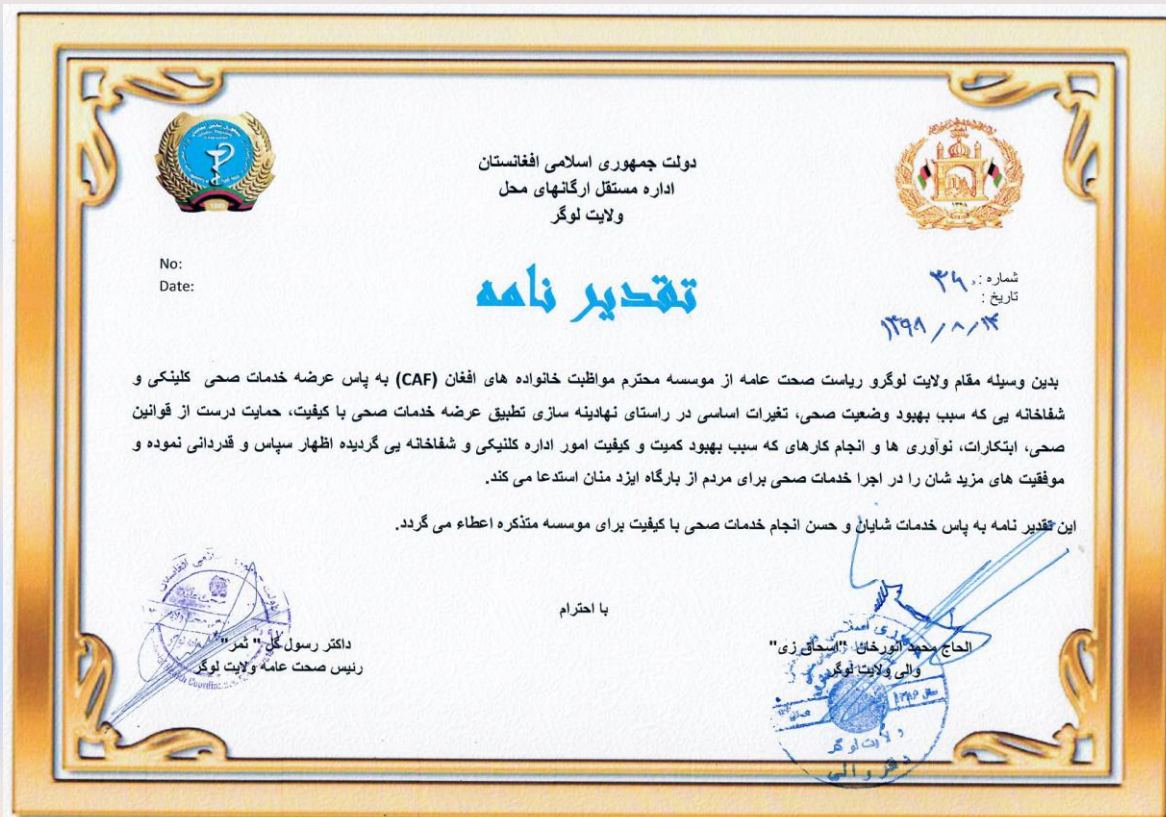 دولت جمهوری اسلامی افغانستان
اداره مستقل ارگانهای محل
ولایت لوگر
No:
Date:
شماره :
تاریخ :
۱۳۹۹/۸/۱۴
تقدیر نامه
بدین وسیله مقام ولایت لوگرو ریاست صحت عامه از موسسه محترم مواظبت خانواده های افغان (CAF) به پاس عرضه خدمات صحی کلینکی و
شفاخانه یی که سبب بهبود وضعیت صحی، تغیرات اساسی در راستای نهادینه سازی تطبیق عرضه خدمات صحی با کیفیت، حمایت درست از قوانین
صحی، ابتکارات، نوآوری ها و انجام کارهای که سبب بهبود کمیت و کیفیت امور اداره کلنیکی و شفاخانه یی گردیده اظهار سپاس و قدردانی نموده و
موفقیت های مزید شان را در اجرا خدمات صحی برای مردم از بارگاه ایزد منان استدعا می کند.
این تقدیر نامه به پاس خدمات شایان و حسن انجام خدمات صحی با کیفیت برای موسسه متذکره اعطاء می گردد.
با احترام
الحاج محمد انورخان "اسحاق زی"
والی ولایت لوگر
داکتر رسول گل " ثمر"
رئیس صحت عامه ولایت لوگر
ولایت لوگر
دفتر والی